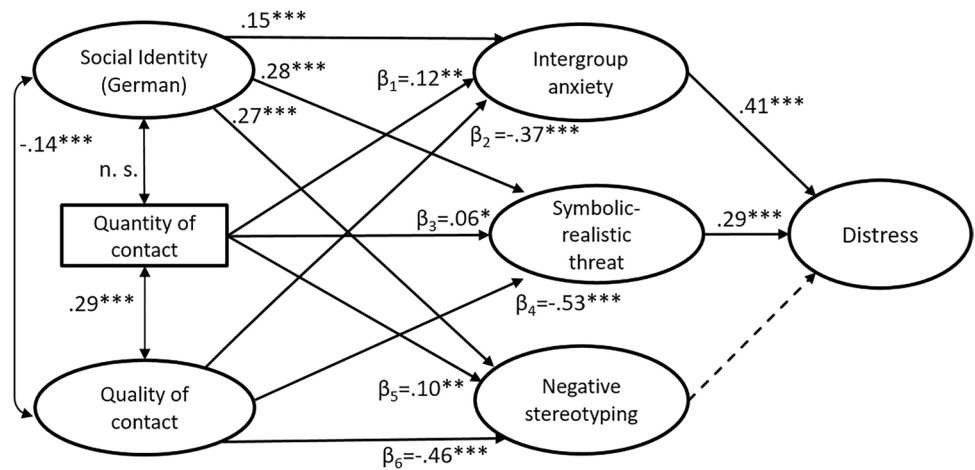 .15***
Social Identity
(German)
.28***
.27***
β1=.12**
Intergroup
anxiety
β2 =-.37***
.41***
-.14***
n. s.
Quantity of
contact
β3=.06*
Symbolic-
realistic
threat
.29***
Distress
.29***
β4=-.53***
Quality of
contact
β5=.10**
Negative
stereotyping
β6=-.46***